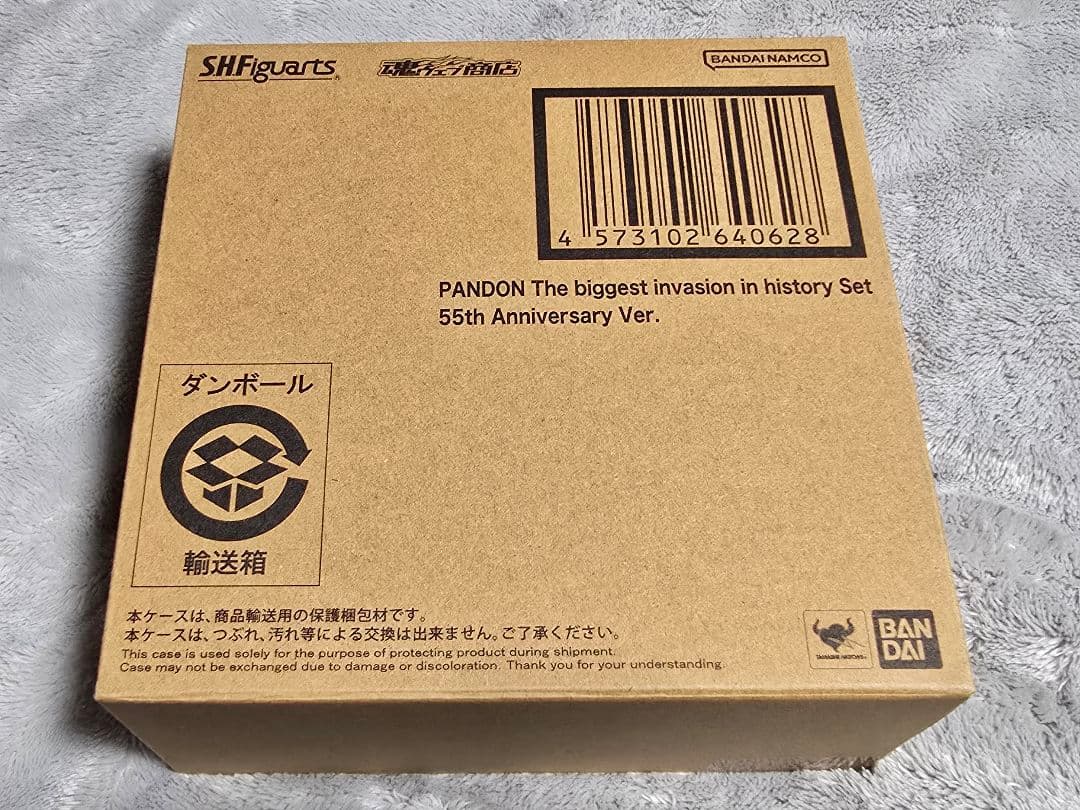 S.H.Figuarts
魂ウェブ商店
BANDAI NAMCO
4 573102 640628
PANDON The biggest invasion in history Set
55th Anniversary Ver.
ダンボール
輸送箱
本ケースは、商品輸送用の保護梱包材です。
本ケースは、つぶれ、汚れ等による交換は出来ません。ご了承ください。
This case is used solely for the purpose of protecting product during shipment.
Case may not be exchanged due to damage or discoloration. Thank you for your understanding.
TAMASHII NATIONS
BAN
DAI